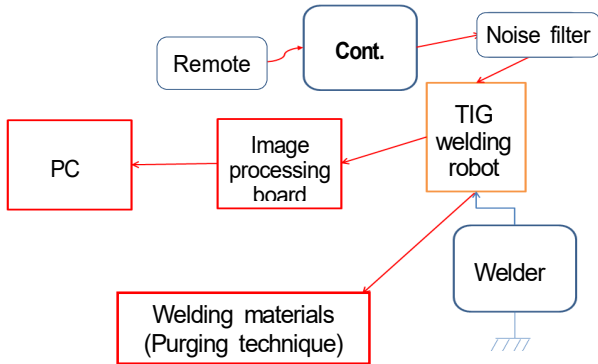 Remote
Cont.
Noise filter
PC
Image
processing
board
TIG
welding
robot
Welder
Welding materials
(Purging technique)